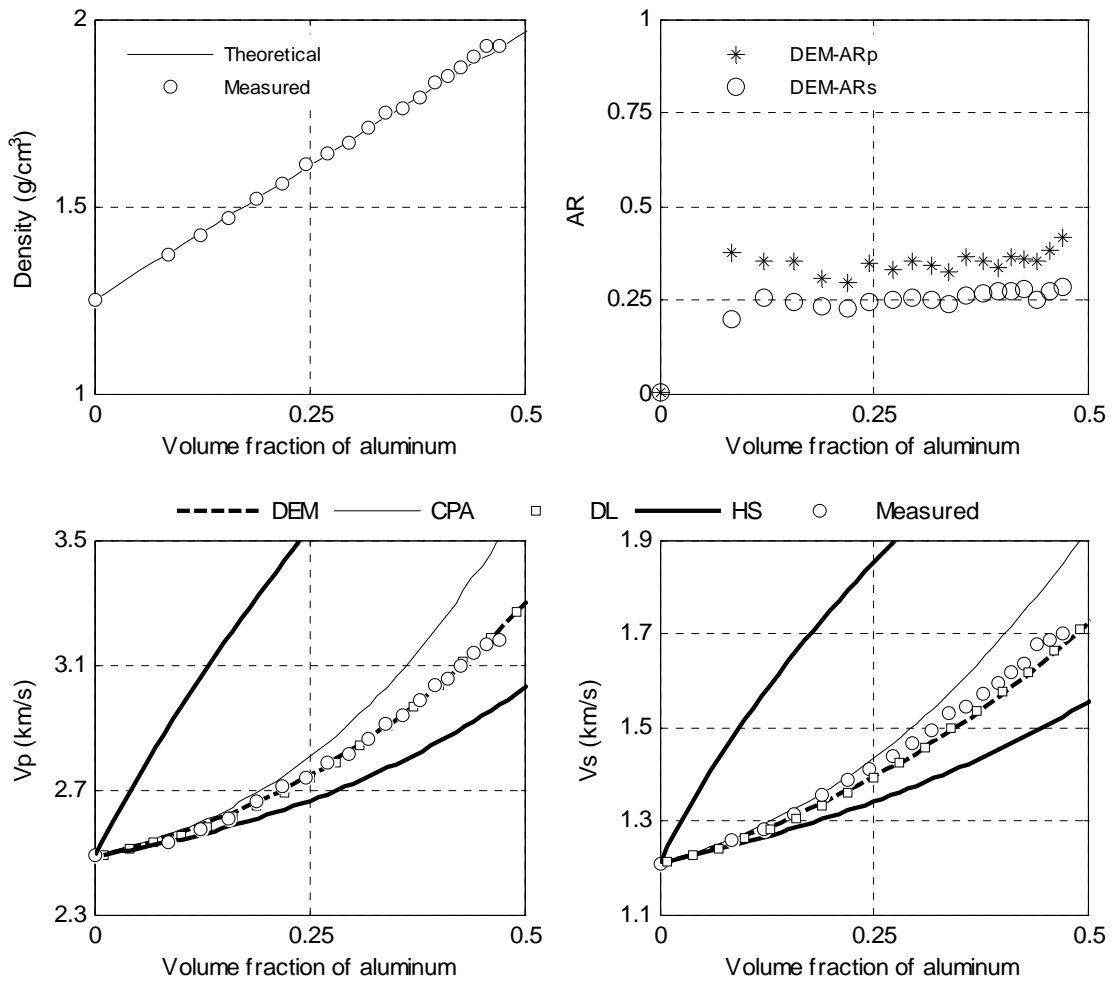 2
1.5
1
Density (g/cm³)
Theoretical
Measured
0
0.25
0.5
Volume fraction of aluminum
1
0.75
0.5
0.25
0
AR
DEM-ARp
DEM-ARs
0
0.25
0.5
Volume fraction of aluminum
DEM CPA DL HS Measured
3.5
3.1
2.7
2.3
Vp (km/s)
0
0.25
0.5
Volume fraction of aluminum
1.9
1.7
1.5
1.3
1.1
Vs (km/s)
0
0.25
0.5
Volume fraction of aluminum